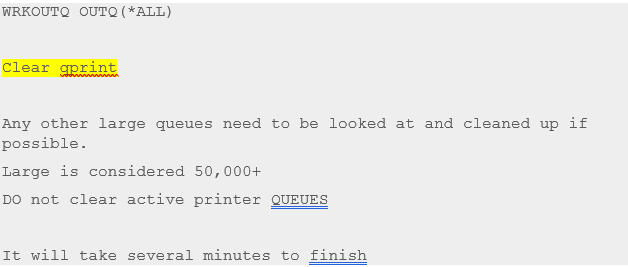 WRKOUTQ OUTQ(*ALL)
Clear qprint
Any other large queues need to be looked at and cleaned up if
possible.
Large is considered 50,000+
DO not clear active printer QUEUES
It will take several minutes to finish